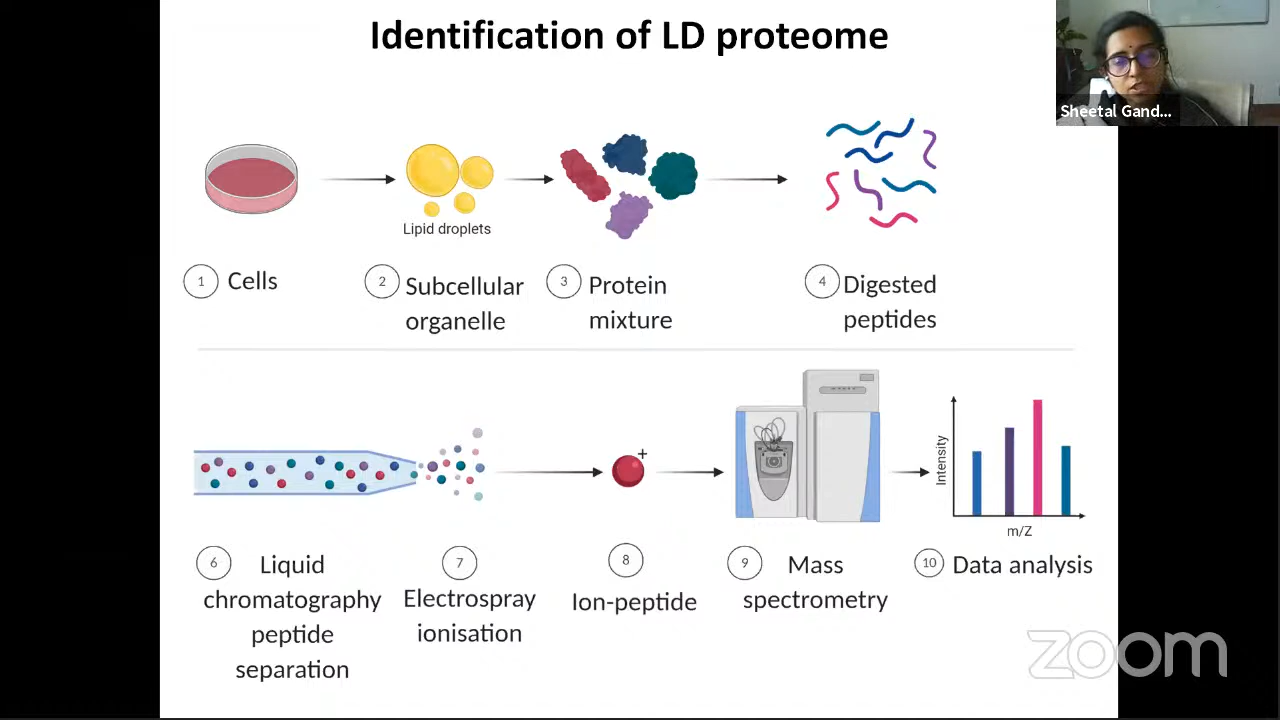 Identification of LD proteome
Sheetal Gand...
Lipid droplets
1 Cells
2 Subcellular
organelle
3 Protein
mixture
4 Digested
peptides
+
Intensity
m/Z
6 Liquid
chromatography
peptide
separation
7
Electrospray
ionisation
8
Ion-peptide
9 Mass
spectrometry
10 Data analysis
zoom